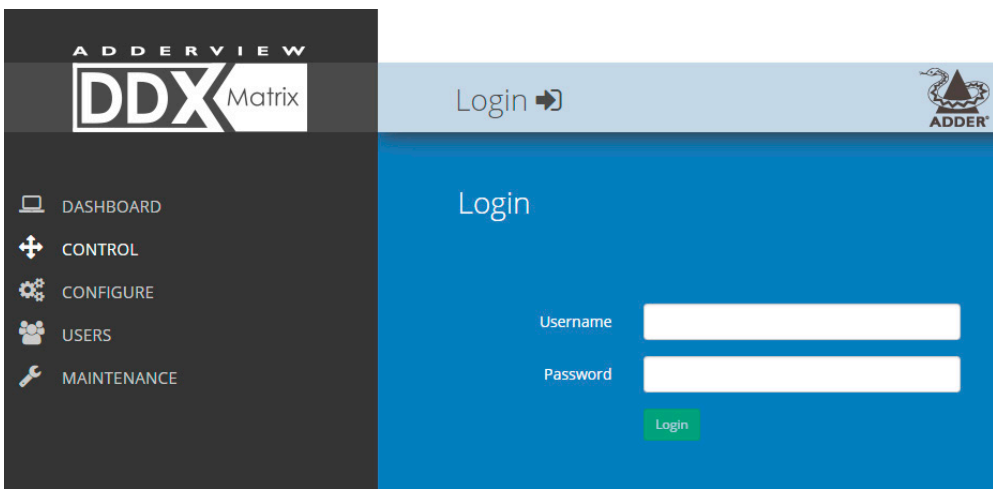 ADDERVIEW
DDX Matrix
Login
ADDER®
DASHBOARD
CONTROL
CONFIGURE
USERS
MAINTENANCE
Login
Username
Password
Login